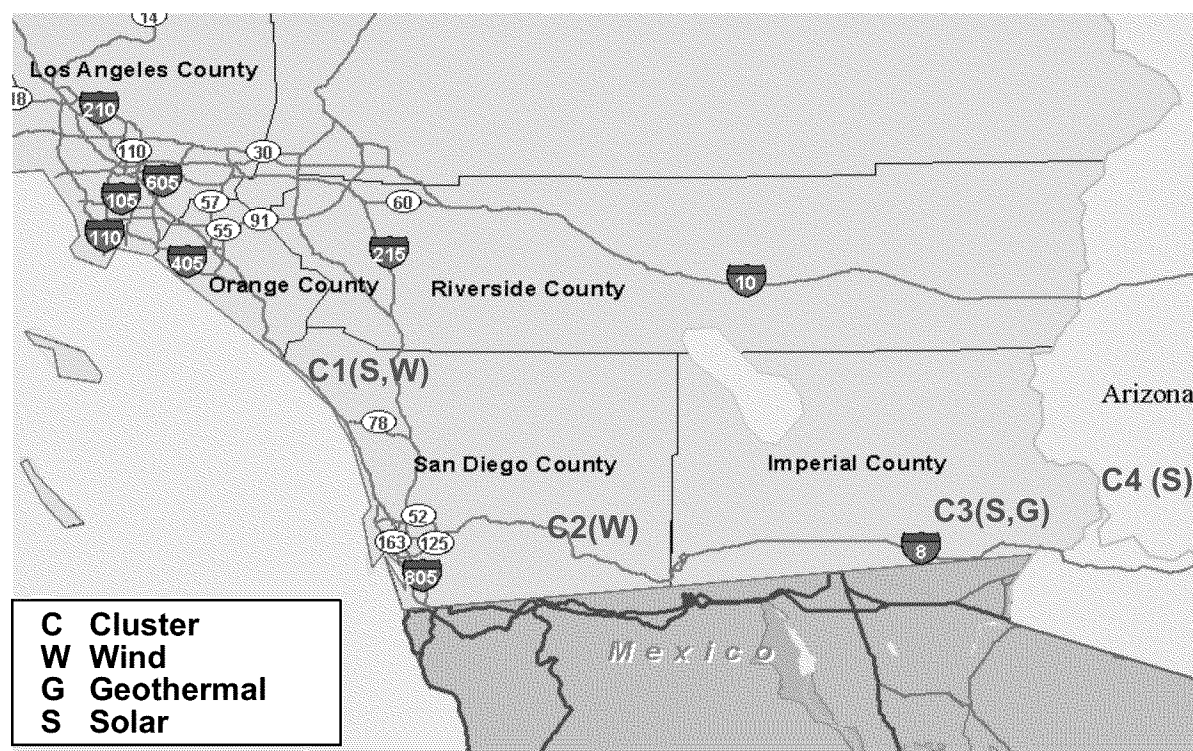 14
Los Angeles County
18
210
110
30
605
105
57
60
91
55
110
215
405
10
Orange County
Riverside County
C1(S,W)
Arizona
78
San Diego County
Imperial County
C4 (S)
52
C3(S,G)
C2(W)
163
125
8
805
C Cluster
W Wind
G Geothermal
S Solar
Mexico